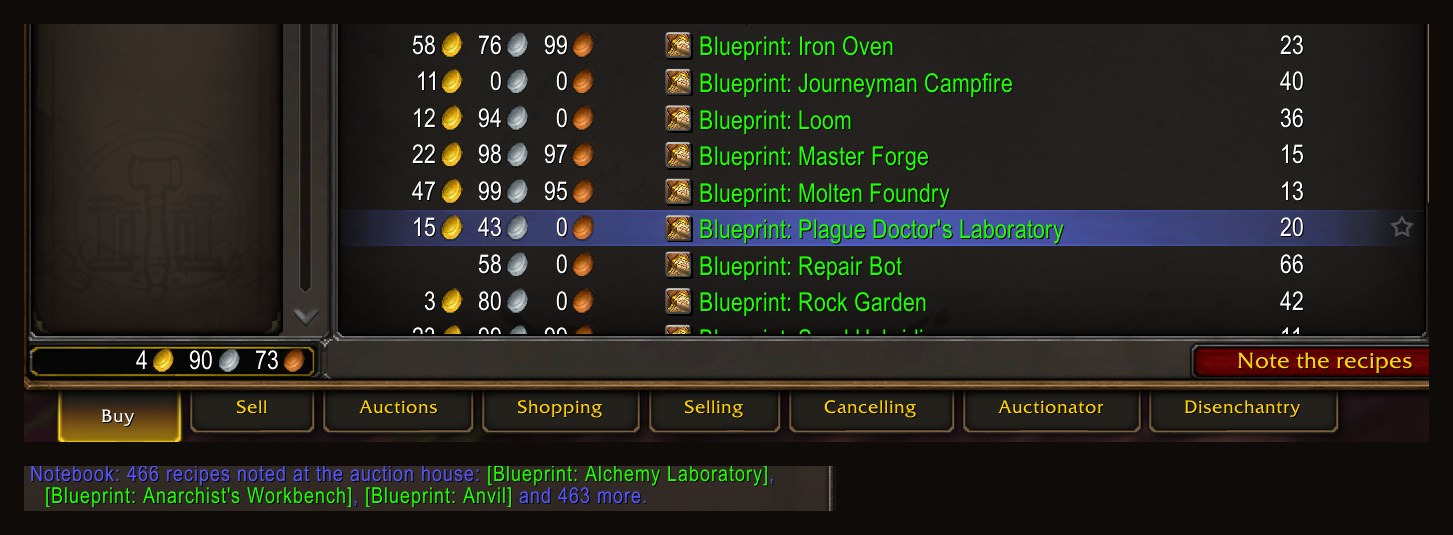 58 76 99 Blueprint: Iron Oven 23
11 0 0 Blueprint: Journeyman Campfire 40
12 94 0 Blueprint: Loom 36
22 98 97 Blueprint: Master Forge 15
47 99 95 Blueprint: Molten Foundry 13
15 43 0 Blueprint: Plague Doctor's Laboratory 20
58 0 Blueprint: Repair Bot 66
3 80 0 Blueprint: Rock Garden 42
4 90 73 Note the recipes
Buy Sell Auctions Shopping Selling Cancelling Auctionator Disenchantry
Notebook: 466 recipes noted at the auction house: [Blueprint: Alchemy Laboratory],
[Blueprint: Anarchist's Workbench], [Blueprint: Anvil] and 463 more.